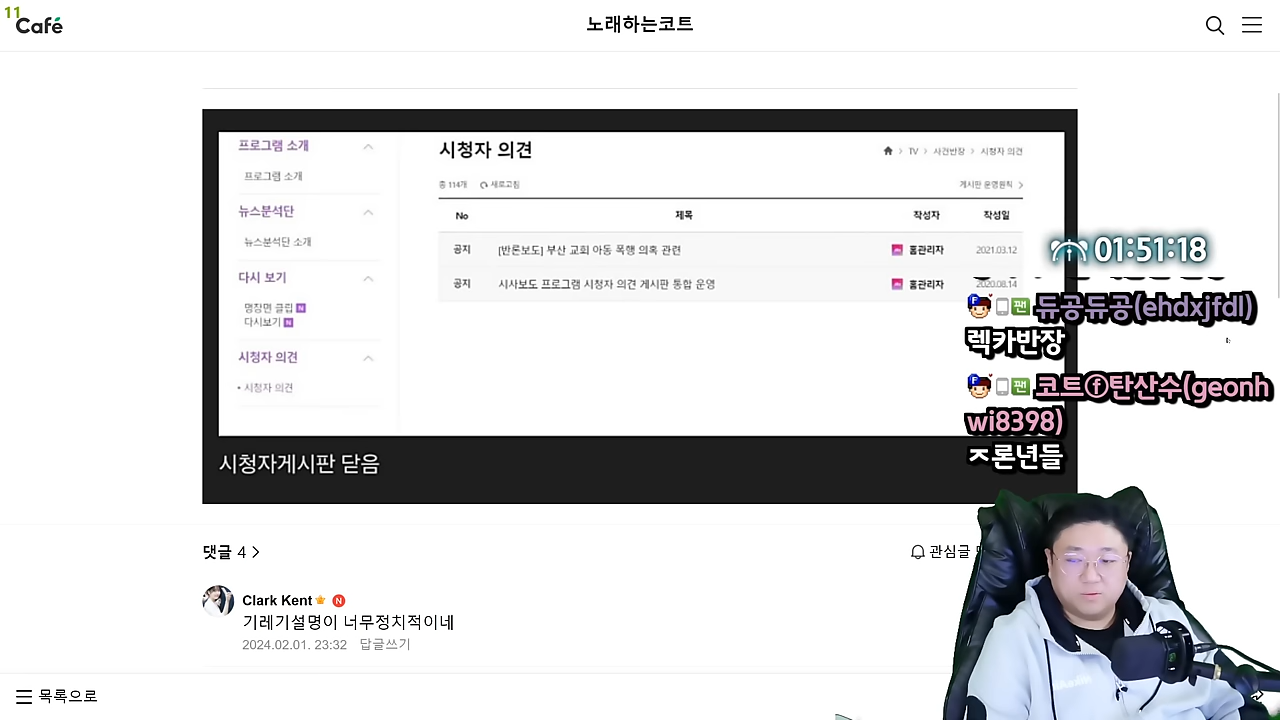 11
Café
노래하는코트
프로그램 소개
프로그램 소개
뉴스분석단
뉴스분석단 소개
다시 보기
명장면 클립 N
다시보기 N
시청자 의견
• 시청자 의견
시청자 의견
TV > 사건반장 > 시청자 의견
총 114개 새로고침
게시판 운영원칙 >
No 제목 작성자 작성일
공지 [반론보도] 부산 교회 아동 폭행 의혹 관련 홈관리자 2021.03.12
공지 시사보도 프로그램 시청자 의견 게시판 통합 운영 홈관리자 2020.08.14
시청자게시판 닫음
01:51:18
F 팬 듀공듀공(ehdxjfdl)
렉카반장
F 팬 코트ⓕ탄산수(geonh
wi8398)
ㅈ론년들
댓글 4 >
관심글
Clark Kent N
기레기설명이 너무정치적이네
2024.02.01. 23:32 답글쓰기
목록으로